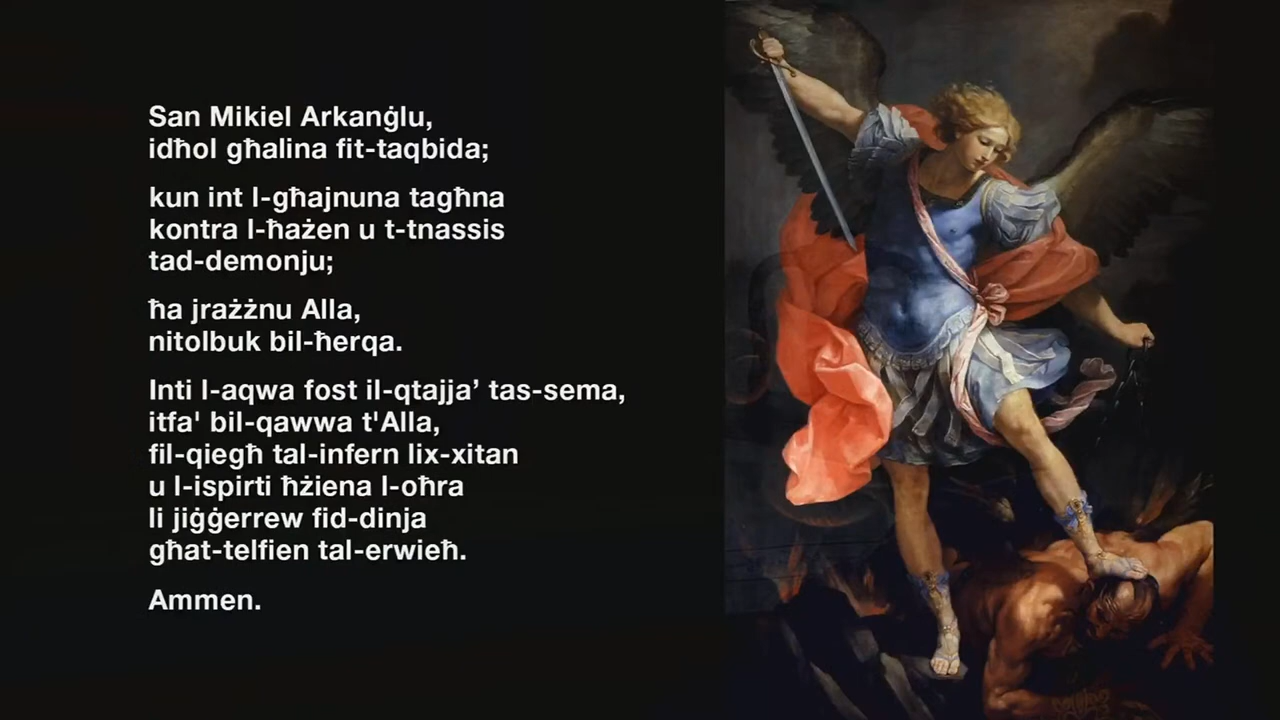 San Mikiel Arkanġlu,
idħol għalina fit-taqbida;
kun int l-għajnuna tagħna
kontra l-ħażen u t-tnassis
tad-demonju;
ħa jrażżnu Alla,
nitolbuk bil-ħerqa.
Inti l-aqwa fost il-qtajja’ tas-sema,
itfa' bil-qawwa t'Alla,
fil-qiegħ tal-infern lix-xitan
u l-ispirti ħżiena l-oħra
li jiġġerrew fid-dinja
għat-telfien tal-erwieħ.
Ammen.